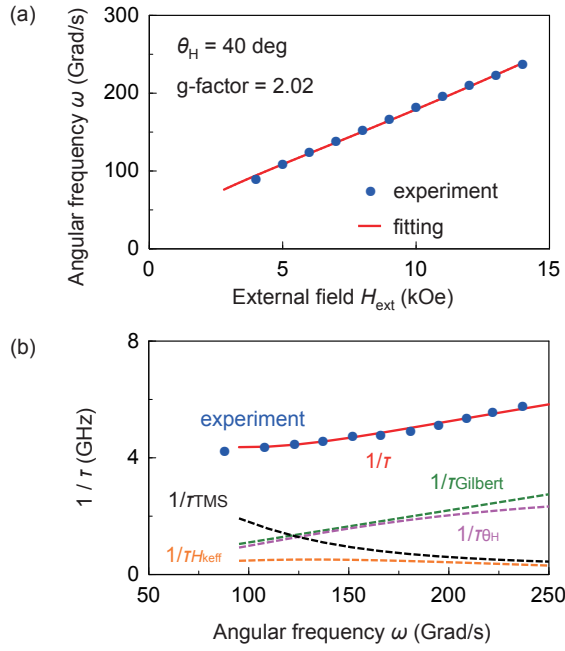 (a)
Angular frequency ω (Grad/s)
300
200
100
0
θH = 40 deg
g-factor = 2.02
experiment
fitting
0
5
10
15
External field Hext (kOe)
(b)
1 / τ (GHz)
8
4
0
experiment
1/τ
1/τTMS
1/τGilbert
1/τθH
1/τHkeff
50
100
150
200
250
Angular frequency ω (Grad/s)